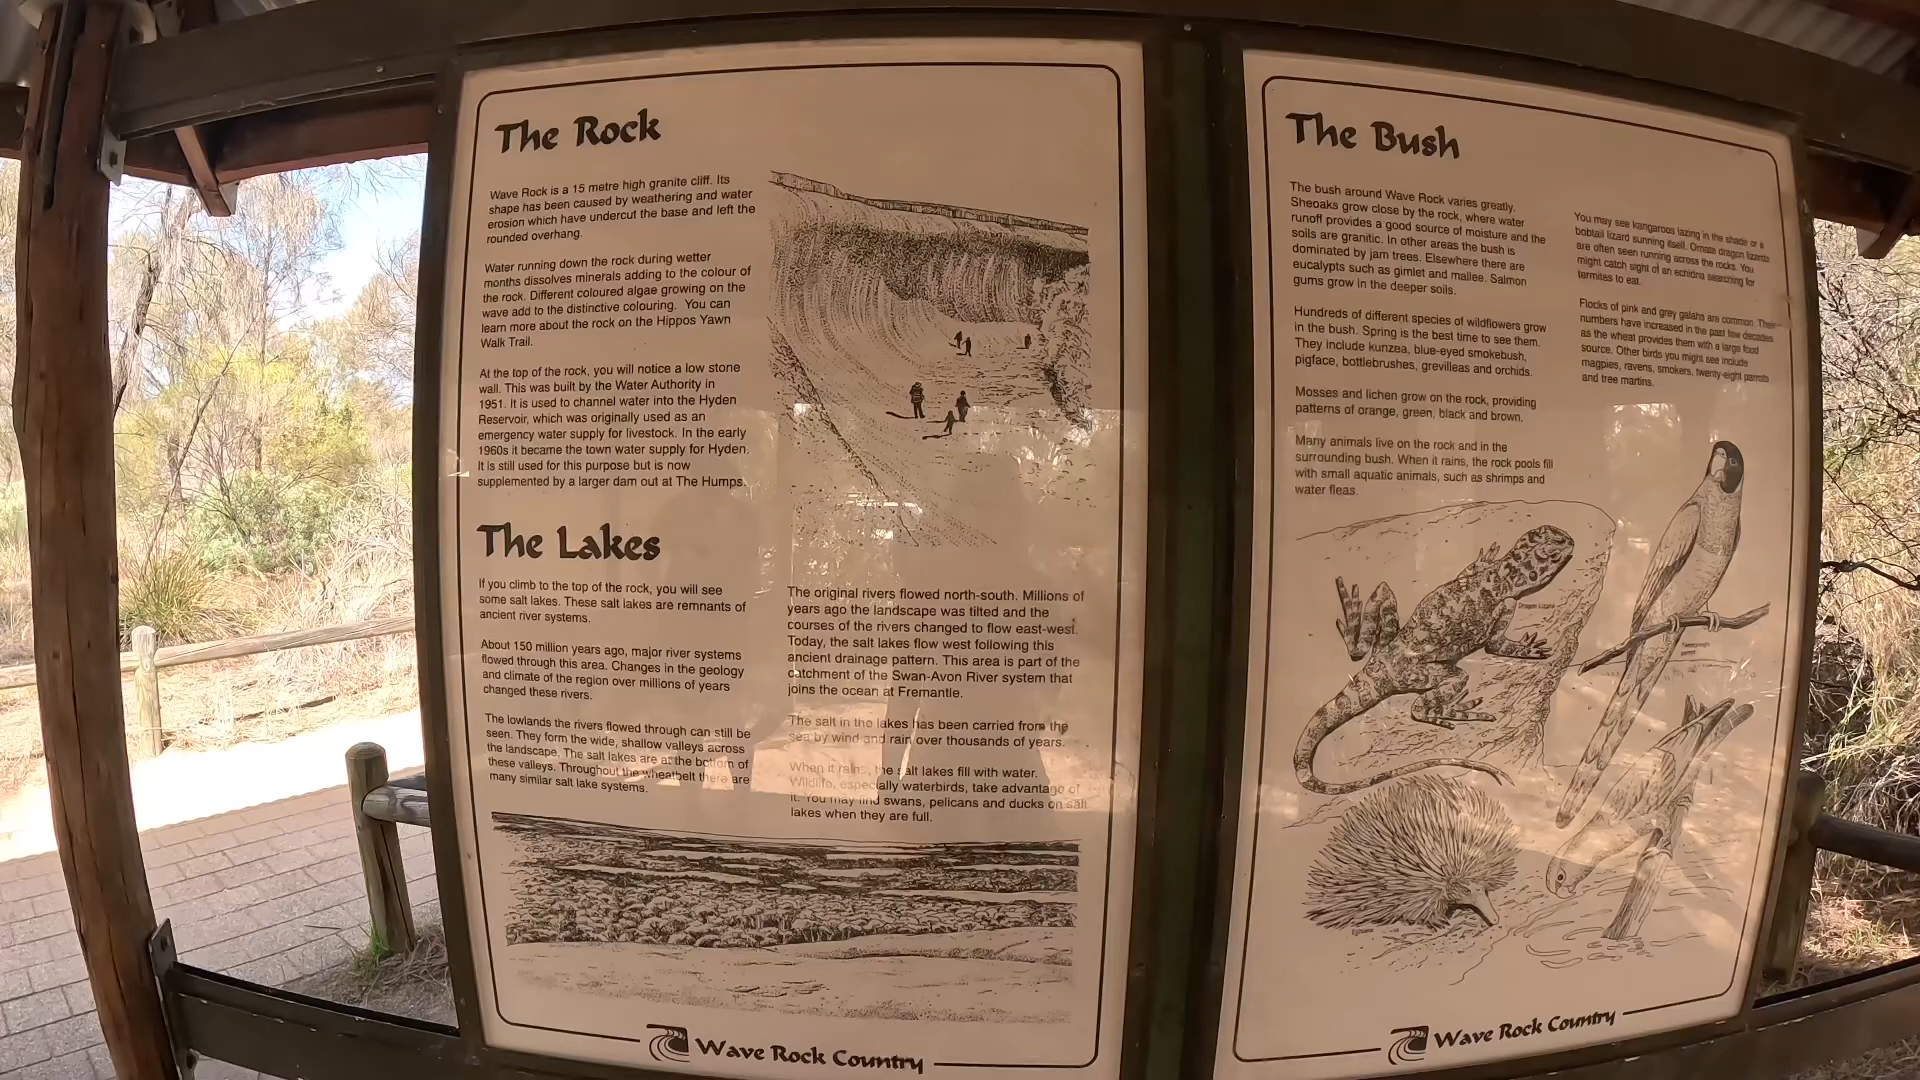 The Rock
Wave Rock is a 15 metre high granite cliff. Its
shape has been caused by weathering and water
erosion which have undercut the base and left the
rounded overhang.
Water running down the rock during wetter
months dissolves minerals adding to the colour of
the rock. Different coloured algae growing on the
wave add to the distinctive colouring. You can
learn more about the rock on the Hippos Yawn
Walk Trail.
At the top of the rock, you will notice a low stone
wall. This was built by the Water Authority in
1951. It is used to channel water into the Hyden
Reservoir, which was originally used as an
emergency water supply for livestock. In the early
1960s it became the town water supply for Hyden.
It is still used for this purpose but is now
supplemented by a larger dam out at The Humps.
The Lakes
If you climb to the top of the rock, you will see
some salt lakes. These salt lakes are remnants of
ancient river systems.
About 150 million years ago, major river systems
flowed through this area. Changes in the geology
and climate of the region over millions of years
changed these rivers.
The lowlands the rivers flowed through can still be
seen. They form the wide, shallow valleys across
the landscape. The salt lakes are at the bottom of
these valleys. Throughout the wheatbelt there are
many similar salt lake systems.
The original rivers flowed north-south. Millions of
years ago the landscape was tilted and the
courses of the rivers changed to flow east-west.
Today, the salt lakes flow west following this
ancient drainage pattern. This area is part of the
catchment of the Swan-Avon River system that
joins the ocean at Fremantle.
The salt in the lakes has been carried from the
sea by wind and rain over thousands of years.
When it rains, the salt lakes fill with water.
Wildlife, especially waterbirds, take advantage of
it. You may find swans, pelicans and ducks on salt
lakes when they are full.
Wave Rock Country
The Bush
The bush around Wave Rock varies greatly.
Sheoaks grow close by the rock, where water
runoff provides a good source of moisture and the
soils are granitic. In other areas the bush is
dominated by jam trees. Elsewhere there are
eucalypts such as gimlet and mallee. Salmon
gums grow in the deeper soils.
Hundreds of different species of wildflowers grow
in the bush. Spring is the best time to see them.
They include kunzea, blue-eyed smokebush,
pigface, bottlebrushes, grevilleas and orchids.
Mosses and lichen grow on the rock, providing
patterns of orange, green, black and brown.
Many animals live on the rock and in the
surrounding bush. When it rains, the rock pools fill
with small aquatic animals, such as shrimps and
water fleas.
You may see kangaroos lazing in the shade or a
bobtail lizard sunning itself. Ornate dragon lizards
are often seen running across the rocks. You
might catch sight of an echidna searching for
termites to eat.
Flocks of pink and grey galahs are common. Their
numbers have increased in the past few decades
as the wheat provides them with a large food
source. Other birds you might see include
magpies, ravens, smokers, twenty-eight parrots
and tree martins.
Dragon Lizard
Echidna
Wave Rock Country